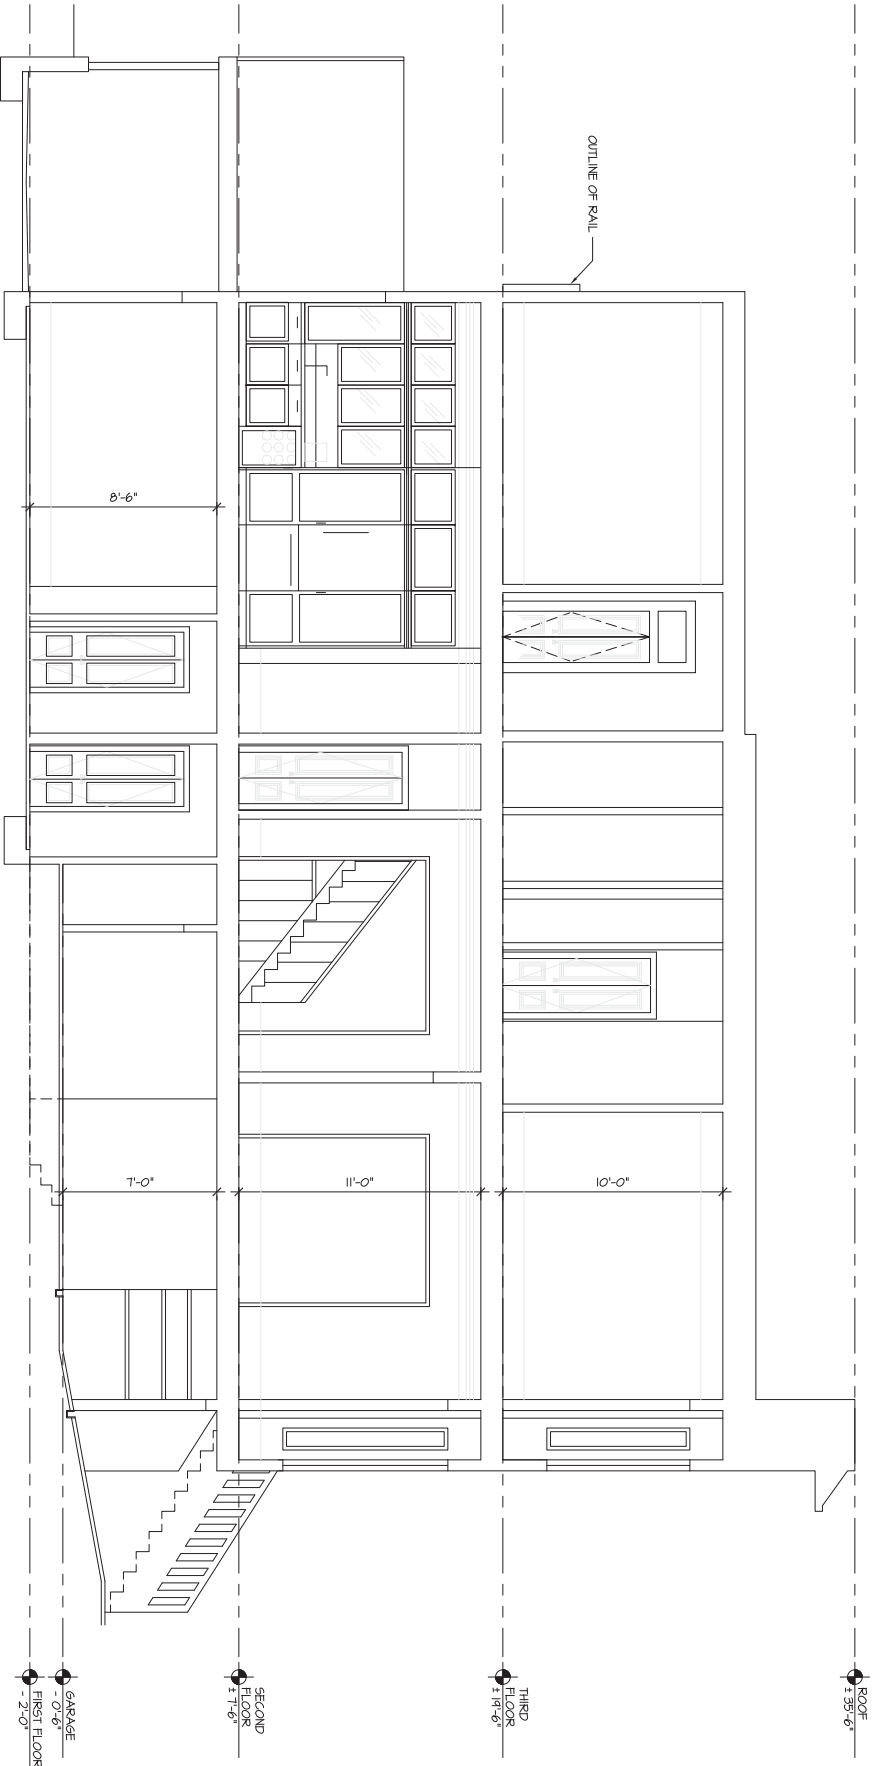 OUTLINE OF RAIL
8'-6"
7'-0"
11'-0"
10'-0"
ROOF
± 35'-6"
THIRD
FLOOR
± 19'-6"
SECOND
FLOOR
± 7'-6"
GARAGE
- 0'-6"
FIRST FLOOR
- 2'-0"